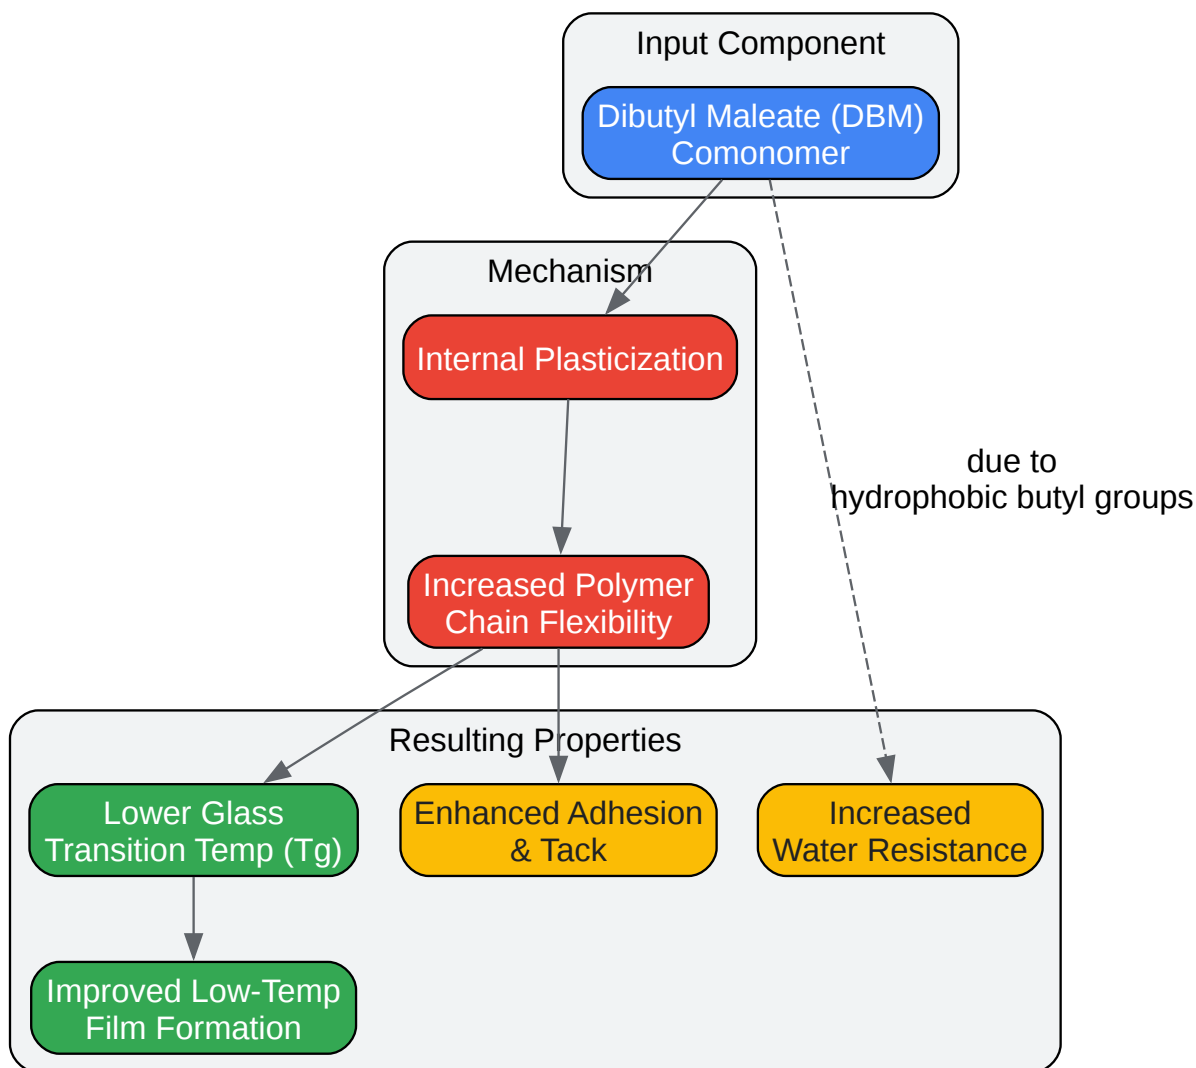 Input Component
Dibutyl Maleate (DBM)
Comonomer
Mechanism
Internal Plasticization
due to
hydrophobic butyl groups
Increased Polymer
Chain Flexibility
Resulting Properties
Lower Glass
Transition Temp (Tg)
Enhanced Adhesion
& Tack
Increased
Water Resistance
Improved Low-Temp
Film Formation